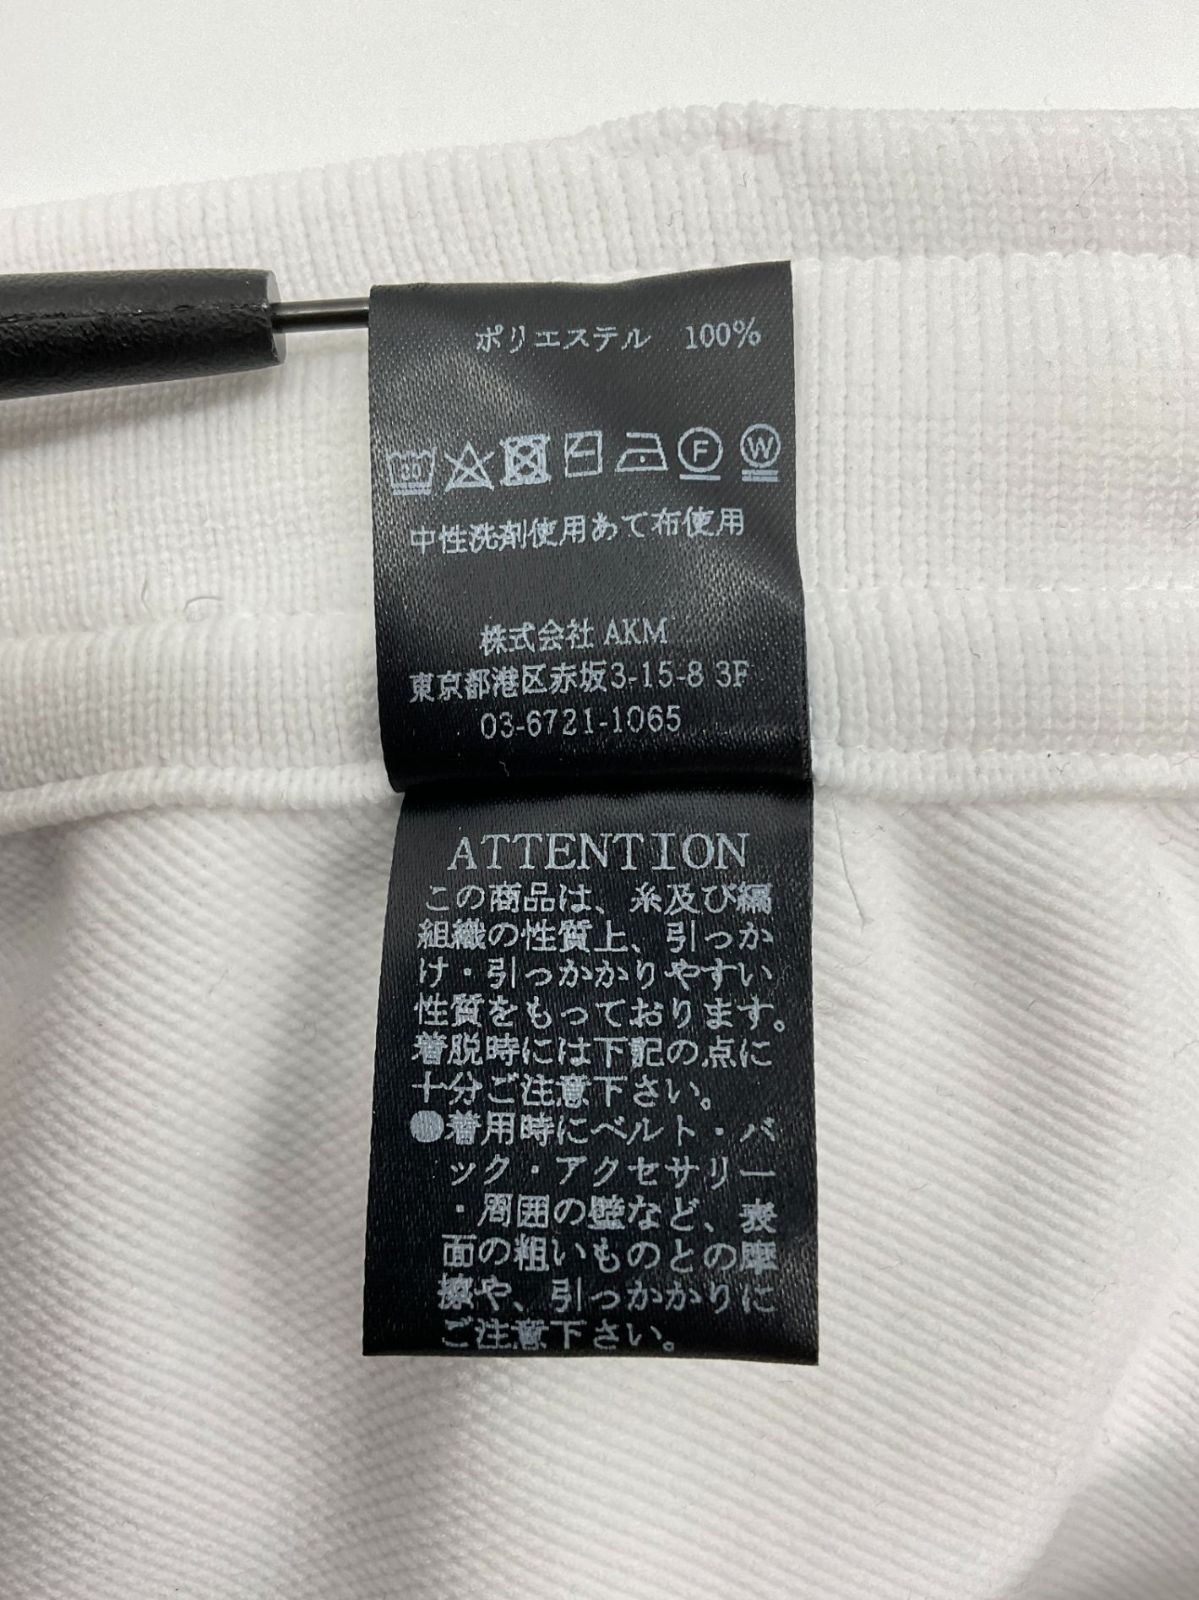 ポリエステル 100%
30 F W
中性洗剤使用あて布使用
株式会社 AKM
東京都港区赤坂3-15-8 3F
03-6721-1065
ATTENTION
この商品は、糸及び編
組織の性質上、引っか
け・引っかかりやすい
性質をもっております。
着脱時には下記の点に
十分ご注意下さい。
●着用時にベルト・バ
ック・アクセサリー
・周囲の壁など、表
面の粗いものとの摩
擦や、引っかかりに
ご注意下さい。